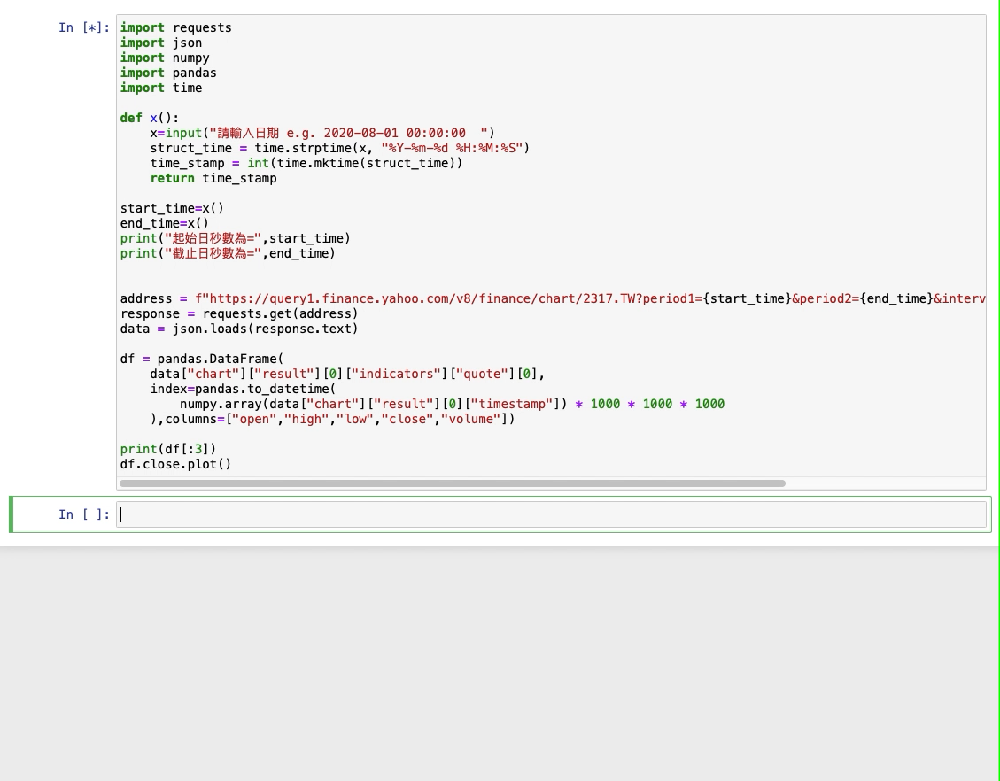 In [*]:
import requests
import json
import numpy
import pandas
import time
def x():
    x=input("請輸入日期 e.g. 2020-08-01 00:00:00  ")
    struct_time = time.strptime(x, "%Y-%m-%d %H:%M:%S")
    time_stamp = int(time.mktime(struct_time))
    return time_stamp
start_time=x()
end_time=x()
print("起始日秒數為=",start_time)
print("截止日秒數為=",end_time)
address = f"https://query1.finance.yahoo.com/v8/finance/chart/2317.TW?period1={start_time}&period2={end_time}&interv
response = requests.get(address)
data = json.loads(response.text)
df = pandas.DataFrame(
    data["chart"]["result"][0]["indicators"]["quote"][0],
    index=pandas.to_datetime(
        numpy.array(data["chart"]["result"][0]["timestamp"]) * 1000 * 1000 * 1000
    ),columns=["open","high","low","close","volume"])
print(df[:3])
df.close.plot()
In [ ]: